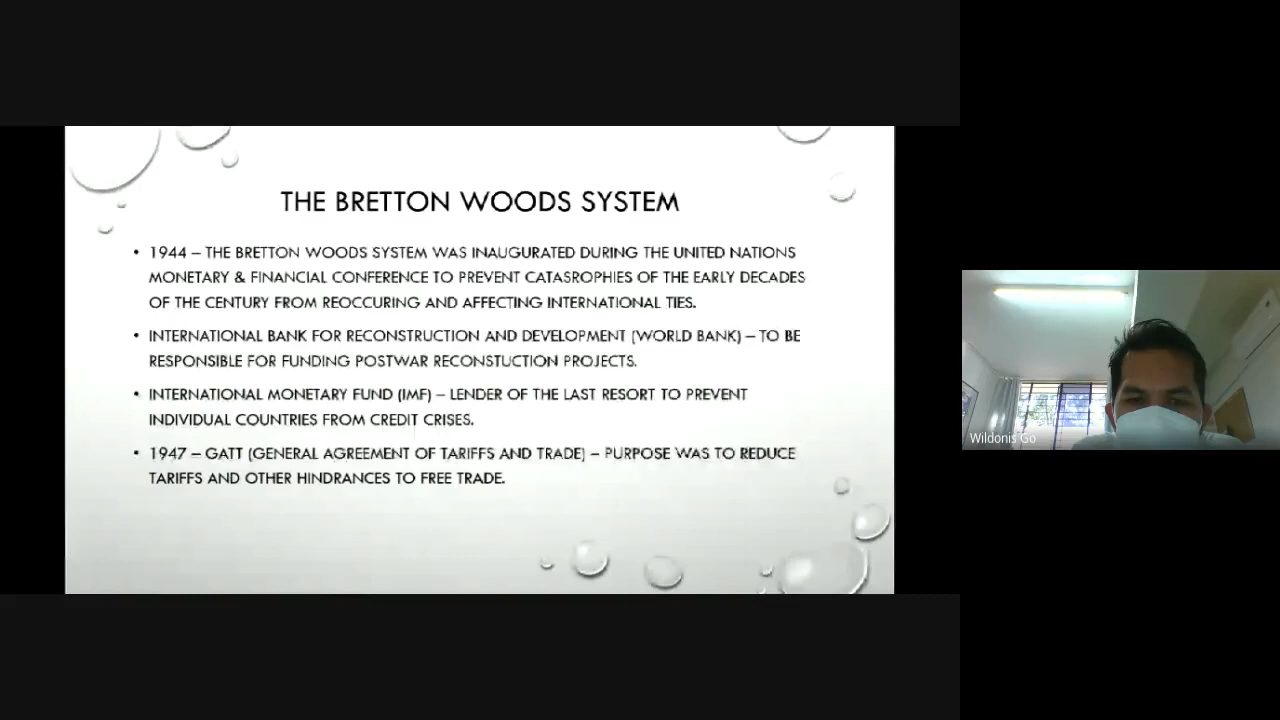 THE BRETTON WOODS SYSTEM
• 1944 – THE BRETTON WOODS SYSTEM WAS INAUGURATED DURING THE UNITED NATIONS
MONETARY & FINANCIAL CONFERENCE TO PREVENT CATASROPHIES OF THE EARLY DECADES
OF THE CENTURY FROM REOCCURING AND AFFECTING INTERNATIONAL TIES.
• INTERNATIONAL BANK FOR RECONSTRUCTION AND DEVELOPMENT (WORLD BANK) – TO BE
RESPONSIBLE FOR FUNDING POSTWAR RECONSTUCTION PROJECTS.
• INTERNATIONAL MONETARY FUND (IMF) – LENDER OF THE LAST RESORT TO PREVENT
INDIVIDUAL COUNTRIES FROM CREDIT CRISES.
• 1947 – GATT (GENERAL AGREEMENT OF TARIFFS AND TRADE) – PURPOSE WAS TO REDUCE
TARIFFS AND OTHER HINDRANCES TO FREE TRADE.
Wildonis Go